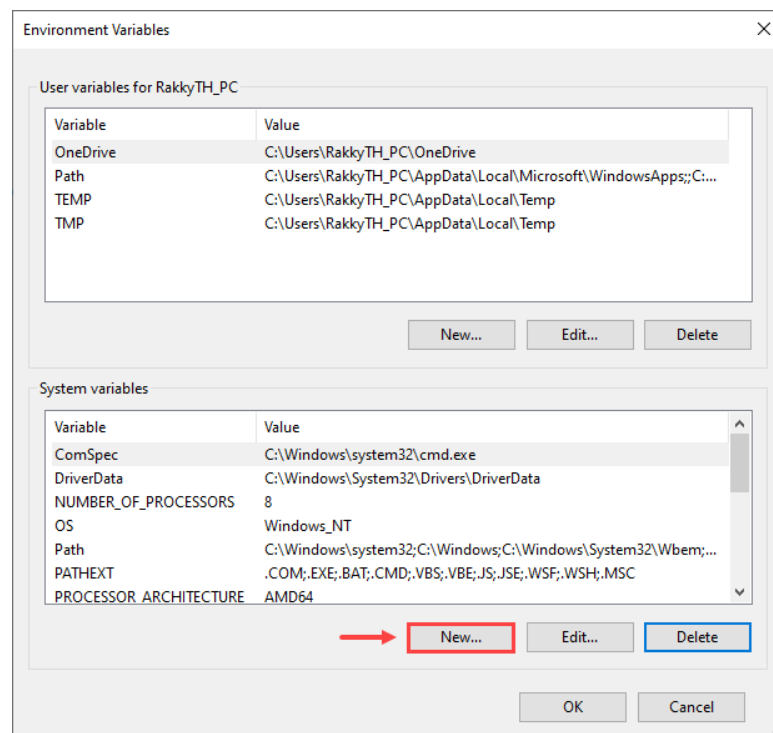 Environment Variables
User variables for RakkyTH_PC
Variable Value
OneDrive C:\Users\RakkyTH_PC\OneDrive
Path C:\Users\RakkyTH_PC\AppData\Local\Microsoft\WindowsApps;;C:...
TEMP C:\Users\RakkyTH_PC\AppData\Local\Temp
TMP C:\Users\RakkyTH_PC\AppData\Local\Temp
New... Edit... Delete
System variables
Variable Value
ComSpec C:\Windows\system32\cmd.exe
DriverData C:\Windows\System32\Drivers\DriverData
NUMBER_OF_PROCESSORS 8
OS Windows_NT
Path C:\Windows\system32;C:\Windows;C:\Windows\System32\Wbem;...
PATHEXT .COM;.EXE;.BAT;.CMD;.VBS;.VBE;.JS;.JSE;.WSF;.WSH;.MSC
PROCESSOR_ARCHITECTURE AMD64
New... Edit... Delete
OK Cancel